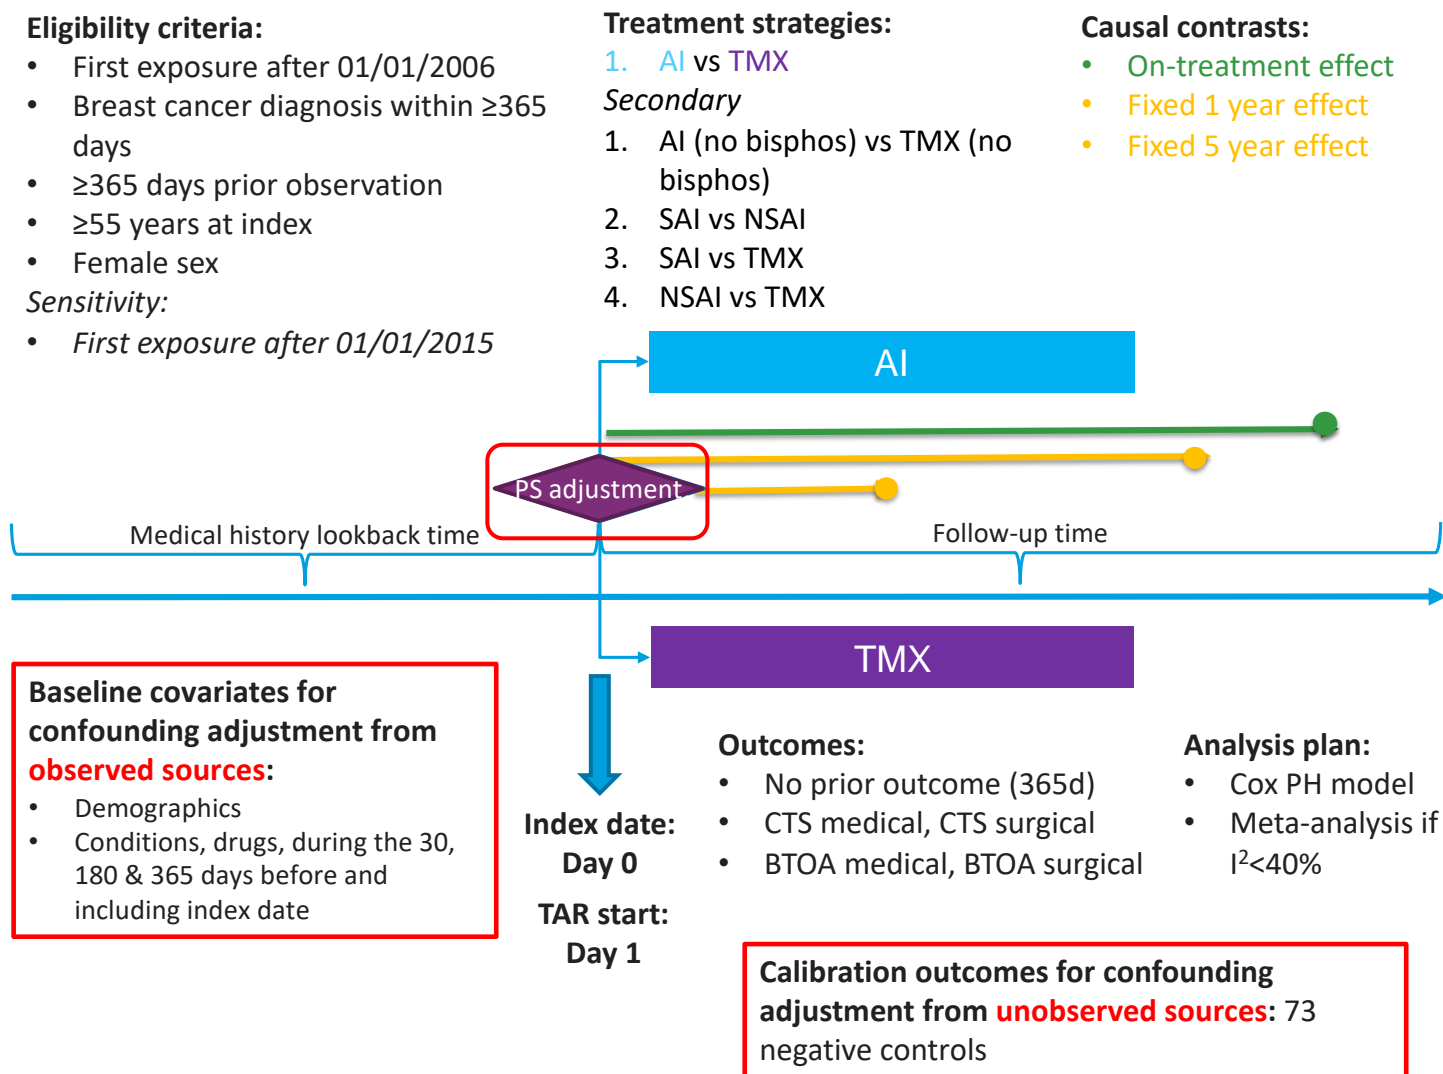 Eligibility criteria:
• First exposure after 01/01/2006
• Breast cancer diagnosis within ≥365
days
• ≥365 days prior observation
• ≥55 years at index
• Female sex
Sensitivity:
• First exposure after 01/01/2015
Treatment strategies:
1. AI vs TMX
Secondary
1. AI (no bisphos) vs TMX (no
bisphos)
2. SAI vs NSAI
3. SAI vs TMX
4. NSAI vs TMX
Causal contrasts:
• On-treatment effect
• Fixed 1 year effect
• Fixed 5 year effect
AI
PS adjustment
Medical history lookback time
Follow-up time
TMX
Baseline covariates for
confounding adjustment from
observed sources:
• Demographics
• Conditions, drugs, during the 30,
180 & 365 days before and
including index date
Index date:
Day 0
TAR start:
Day 1
Outcomes:
• No prior outcome (365d)
• CTS medical, CTS surgical
• BTOA medical, BTOA surgical
Analysis plan:
• Cox PH model
• Meta-analysis if
I²<40%
Calibration outcomes for confounding
adjustment from unobserved sources: 73
negative controls